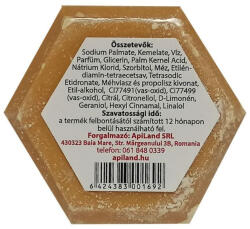 Összetevők:
Sodium Palmate, Kemelate, Víz,
Parfüm, Glicerin, Palm Kernel Acid,
Nátrium Klorid, Szorbitol, Méz, Etilén-
diamin-tetraecetsav, Tetrasodic
Etidronate, Méhviasz és propolisz kivonat,
Etil-alkohol, CI77491(vas-oxid), CI77499
(vas-oxid), Citrál, Citronellol, D-Limonén,
Geraniol, Hexyl Cinnamal, Linalol
Szavatossági idő:
a termék felbontásától számított 12 hónapon
belül használható fel.
Forgalmazó: ApiLand SRL
430323 Baia Mare, Str. Mărgeanului 3B, Romania
telefon: 061 848 0339
apiland.hu
6 424383 001692